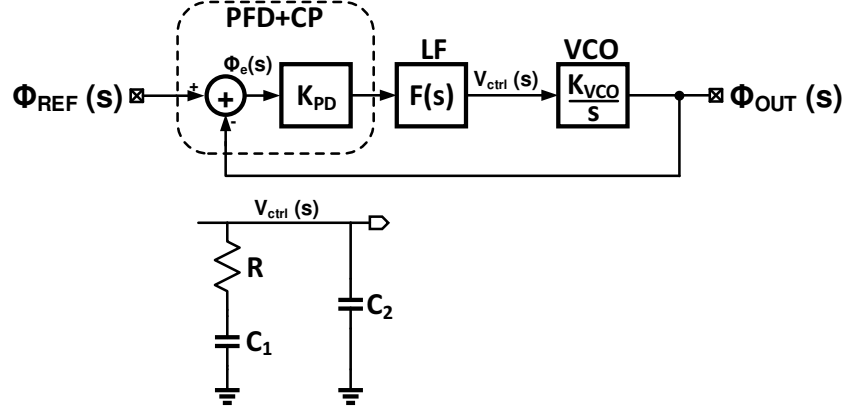 PFD+CP
Φe(s)
LF
VCO
ΦREF (s)
+
+
-
KPD
F(s)
Vctrl (s)
KVCO
s
ΦOUT (s)
Vctrl (s)
R
C1
C2